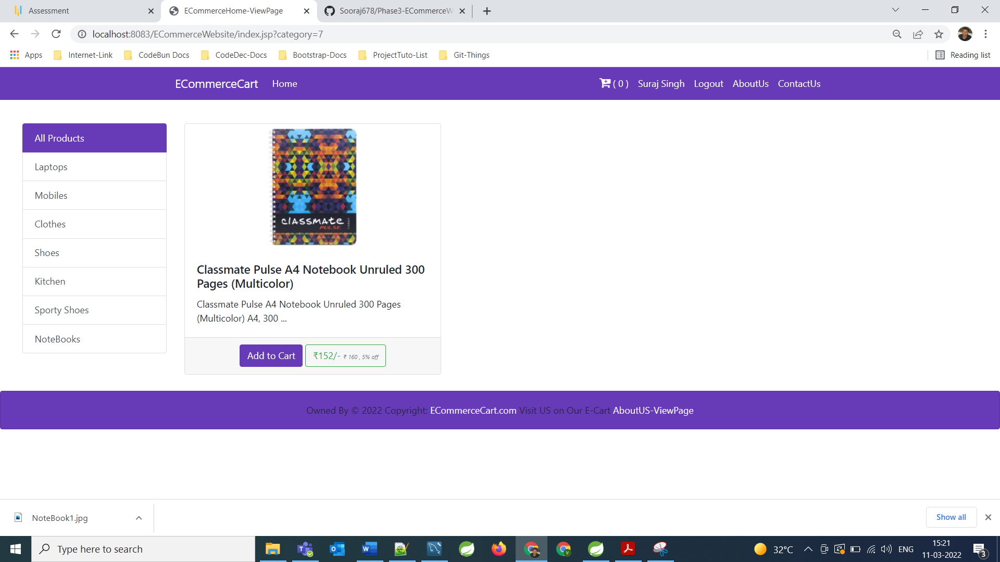 Assessment
ECommerceHome-ViewPage
Sooraj678/Phase3-ECommerceW
localhost:8083/ECommerceWebsite/index.jsp?category=7
Apps
Internet-Link
CodeBun Docs
CodeDec-Docs
Bootstrap-Docs
ProjectTuto-List
Git-Things
Reading list
ECommerceCart
Home
( 0 )
Suraj Singh
Logout
AboutUs
ContactUs
All Products
Laptops
Mobiles
Clothes
Shoes
Kitchen
Sporty Shoes
NoteBooks
classmate
PULSE
Classmate Pulse A4 Notebook Unruled 300
Pages (Multicolor)
Classmate Pulse A4 Notebook Unruled 300 Pages
(Multicolor) A4, 300 ...
Add to Cart
₹152/- ₹ 160 , 5% off
Owned By © 2022 Copyright: ECommerceCart.com Visit US on Our E-Cart AboutUS-ViewPage
NoteBook1.jpg
Show all
Type here to search
32°C
ENG
15:21
11-03-2022
3